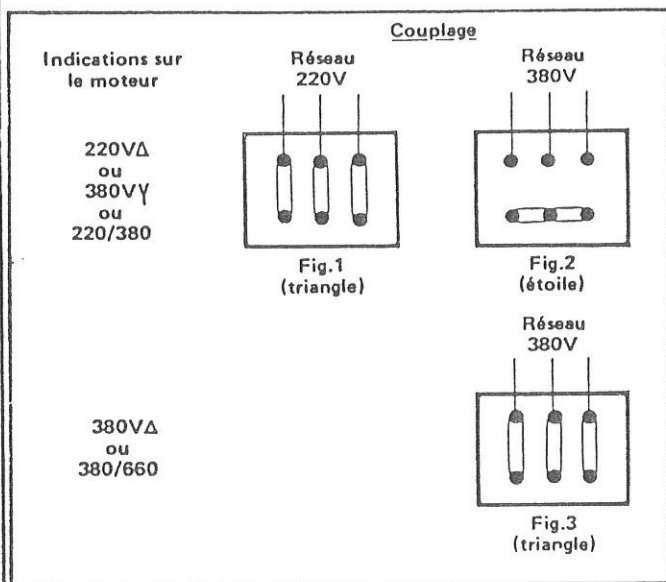 Couplage
Indications sur
le moteur
Réseau
220V
Réseau
380V
220VΔ
ou
380VY
ou
220/380
Fig.1
(triangle)
Fig.2
(étoile)
Réseau
380V
380VΔ
ou
380/660
Fig.3
(triangle)